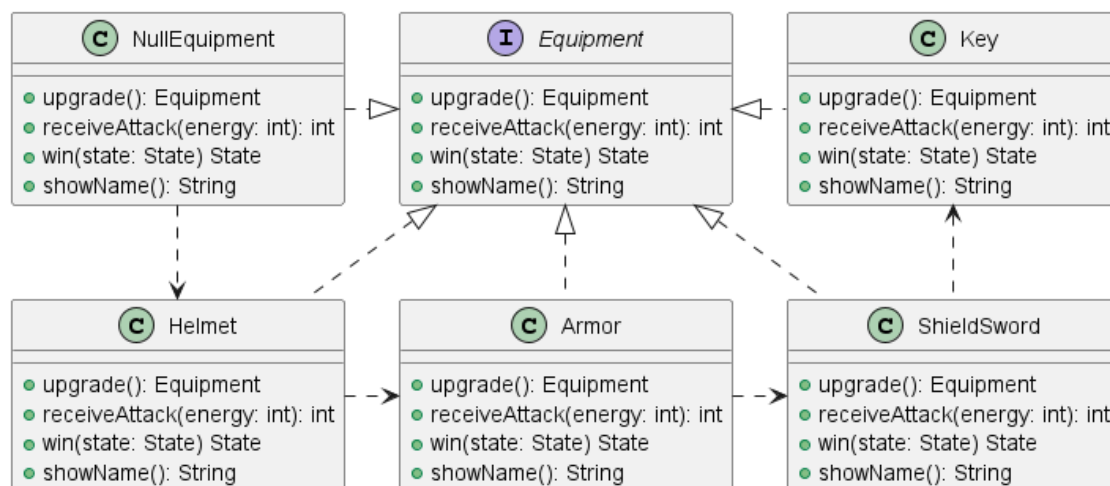 C NullEquipment
upgrade(): Equipment
receiveAttack(energy: int): int
win(state: State) State
showName(): String
I Equipment
upgrade(): Equipment
receiveAttack(energy: int): int
win(state: State) State
showName(): String
C Key
upgrade(): Equipment
receiveAttack(energy: int): int
win(state: State) State
showName(): String
C Helmet
upgrade(): Equipment
receiveAttack(energy: int): int
win(state: State) State
showName(): String
C Armor
upgrade(): Equipment
receiveAttack(energy: int): int
win(state: State) State
showName(): String
C ShieldSword
upgrade(): Equipment
receiveAttack(energy: int): int
win(state: State) State
showName(): String